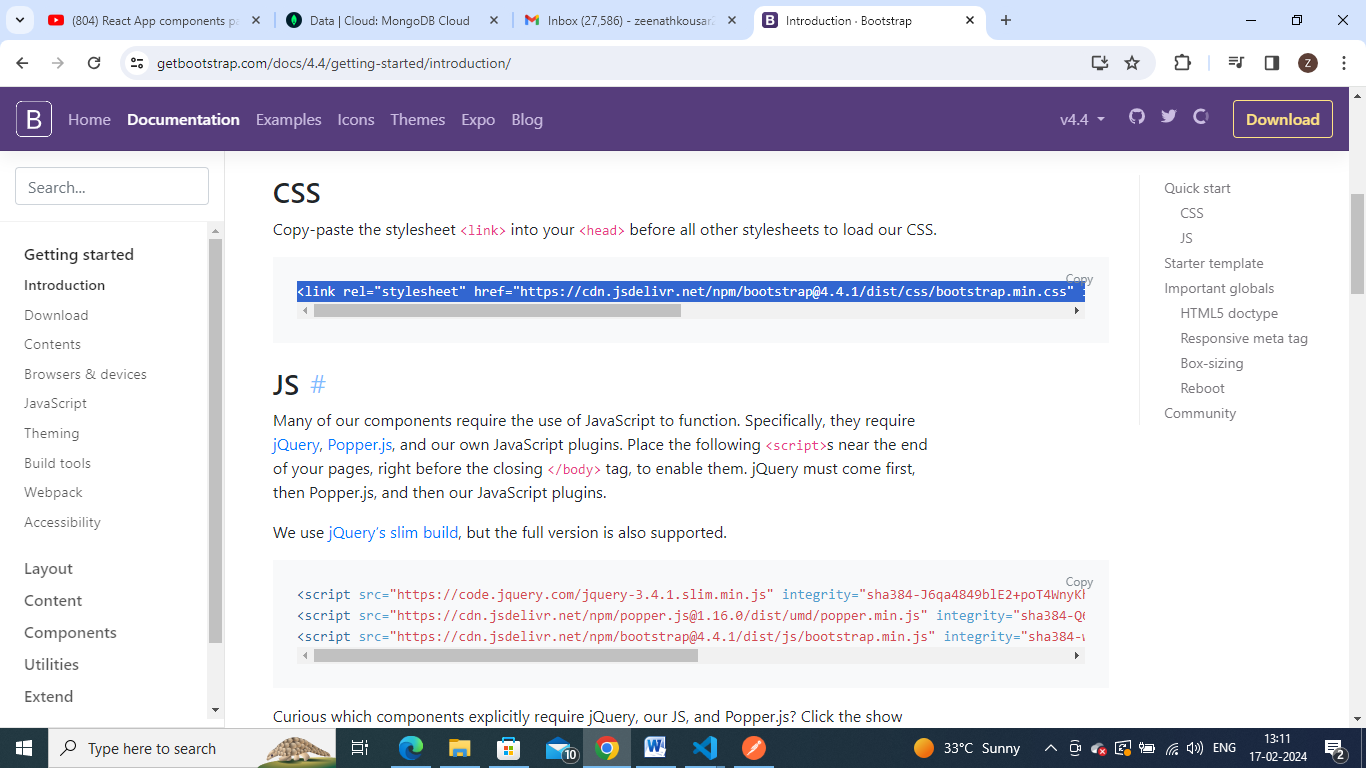 (804) React App components pa
Data | Cloud: MongoDB Cloud
Inbox (27,586) - zeenathkousar
Introduction · Bootstrap
getbootstrap.com/docs/4.4/getting-started/introduction/
Z
B
Home
Documentation
Examples
Icons
Themes
Expo
Blog
v4.4
Download
Search...
Getting started
Introduction
Download
Contents
Browsers & devices
JavaScript
Theming
Build tools
Webpack
Accessibility
Layout
Content
Components
Utilities
Extend
CSS
Copy-paste the stylesheet <link> into your <head> before all other stylesheets to load our CSS.
Copy
<link rel="stylesheet" href="https://cdn.jsdelivr.net/npm/bootstrap@4.4.1/dist/css/bootstrap.min.css"
JS #
Many of our components require the use of JavaScript to function. Specifically, they require
jQuery, Popper.js, and our own JavaScript plugins. Place the following <script>s near the end
of your pages, right before the closing </body> tag, to enable them. jQuery must come first,
then Popper.js, and then our JavaScript plugins.
We use jQuery's slim build, but the full version is also supported.
Copy
<script src="https://code.jquery.com/jquery-3.4.1.slim.min.js" integrity="sha384-J6qa4849blE2+poT4WnyKh
<script src="https://cdn.jsdelivr.net/npm/popper.js@1.16.0/dist/umd/popper.min.js" integrity="sha384-Q6
<script src="https://cdn.jsdelivr.net/npm/bootstrap@4.4.1/dist/js/bootstrap.min.js" integrity="sha384-w
Curious which components explicitly require jQuery, our JS, and Popper.js? Click the show
Quick start
CSS
JS
Starter template
Important globals
HTML5 doctype
Responsive meta tag
Box-sizing
Reboot
Community
Type here to search
10
33°C Sunny
ENG
13:11
17-02-2024
2